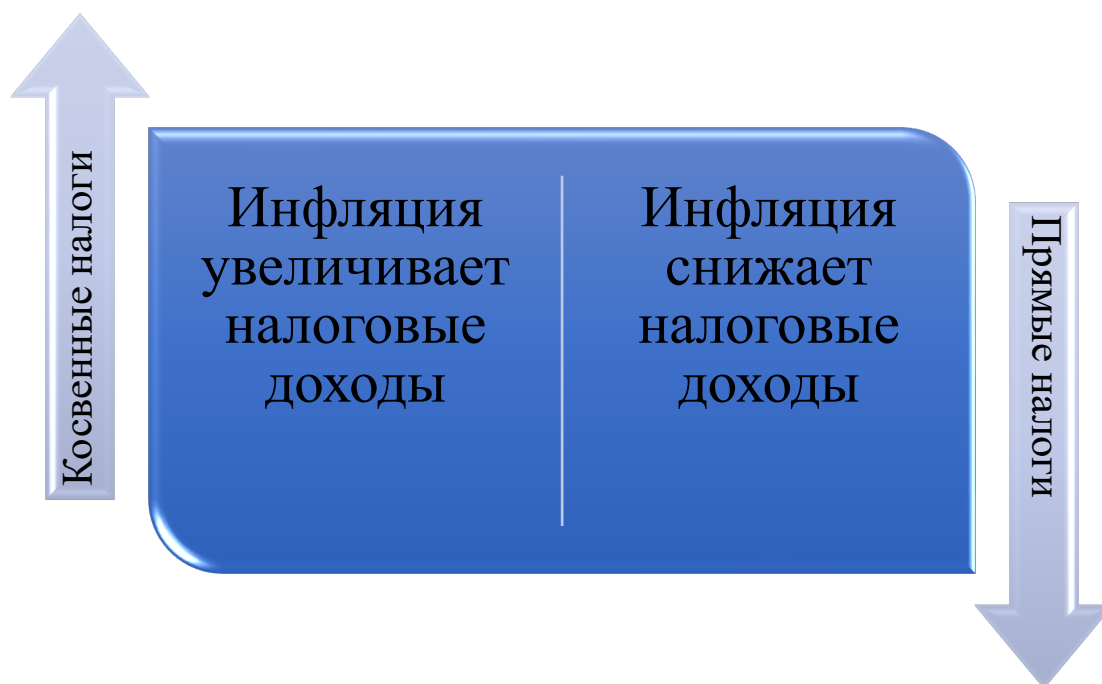 Косвенные налоги
Инфляция
увеличивает
налоговые
доходы
Инфляция
снижает
налоговые
доходы
Прямые налоги